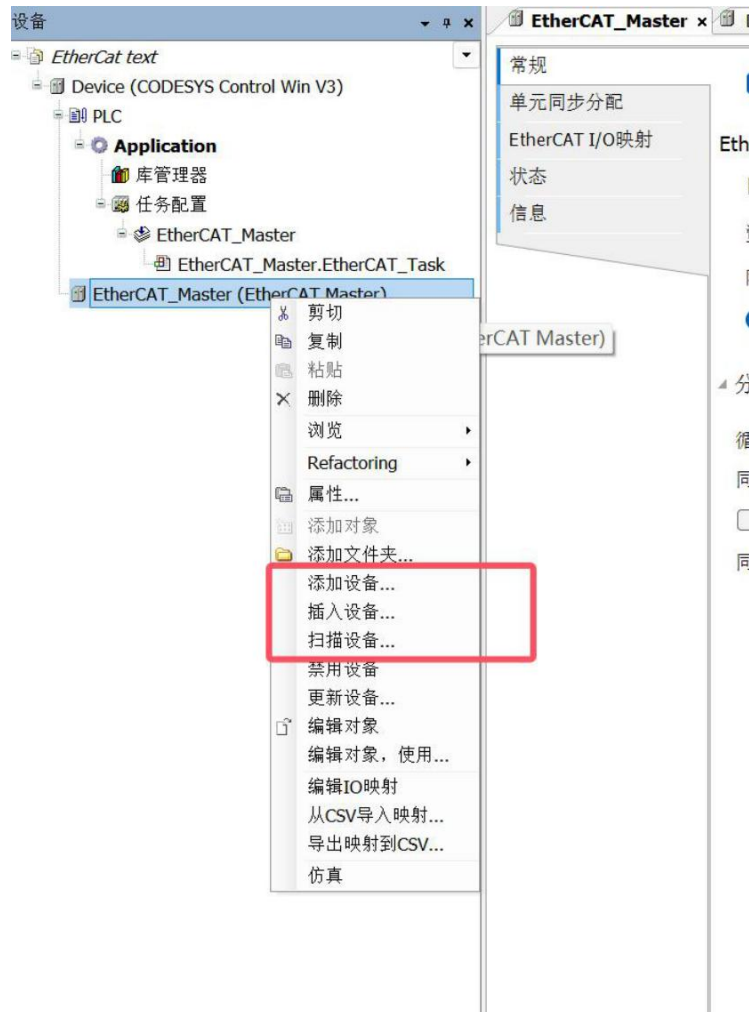 设备
EtherCat text
Device (CODESYS Control Win V3)
PLC
Application
库管理器
任务配置
EtherCAT_Master
EtherCAT_Master.EtherCAT_Task
EtherCAT_Master (EtherCAT Master)
剪切
复制
粘贴
删除
浏览
Refactoring
属性...
添加对象
添加文件夹...
添加设备...
插入设备...
扫描设备...
禁用设备
更新设备...
编辑对象
编辑对象，使用...
编辑IO映射
从CSV导入映射...
导出映射到CSV...
仿真
rCAT Master)
EtherCAT_Master
常规
单元同步分配
EtherCAT I/O映射
状态
信息
Eth
分
循
同
同